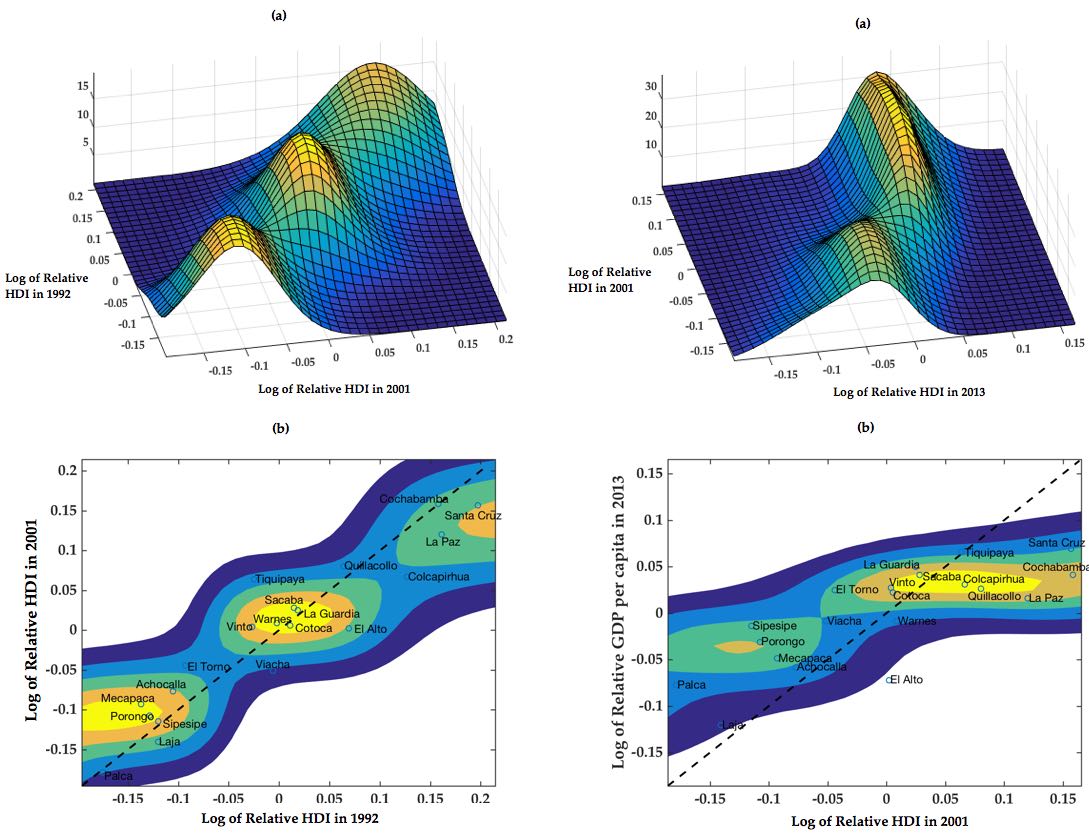 (a)
15
10
5
0.2
0.15
0.1
0.05
0
-0.05
-0.1
-0.15
Log of Relative
HDI in 1992
-0.15
-0.1
-0.05
0
0.05
0.1
0.15
0.2
Log of Relative HDI in 2001
(a)
30
20
10
0.15
0.1
0.05
0
-0.05
-0.1
-0.15
Log of Relative
HDI in 2001
-0.15
-0.1
-0.05
0
0.05
0.1
0.15
Log of Relative HDI in 2013
(b)
Log of Relative HDI in 2001
0.2
0.15
0.1
0.05
0
-0.05
-0.1
-0.15
Cochabamba
Santa Cruz
La Paz
Quillacollo
Colcapirhua
Tiquipaya
Sacaba
La Guardia
Warnes
Vinto
Cotoca
El Alto
El Torno
Viacha
Achocalla
Mecapaca
Porongo
Sipesipe
Laja
Palca
-0.15
-0.1
-0.05
0
0.05
0.1
0.15
0.2
Log of Relative HDI in 1992
(b)
Log of Relative GDP per capita in 2013
0.15
0.1
0.05
0
-0.05
-0.1
-0.15
Santa Cruz
Tiquipaya
La Guardia
Cochabamba
Sacaba
Colcapirhua
Vinto
El Torno
Cotoca
Quillacollo
La Paz
Viacha
Warnes
Sipesipe
Porongo
Mecapaca
Achocalla
El Alto
Palca
Laja
-0.15
-0.1
-0.05
0
0.05
0.1
0.15
Log of Relative HDI in 2001